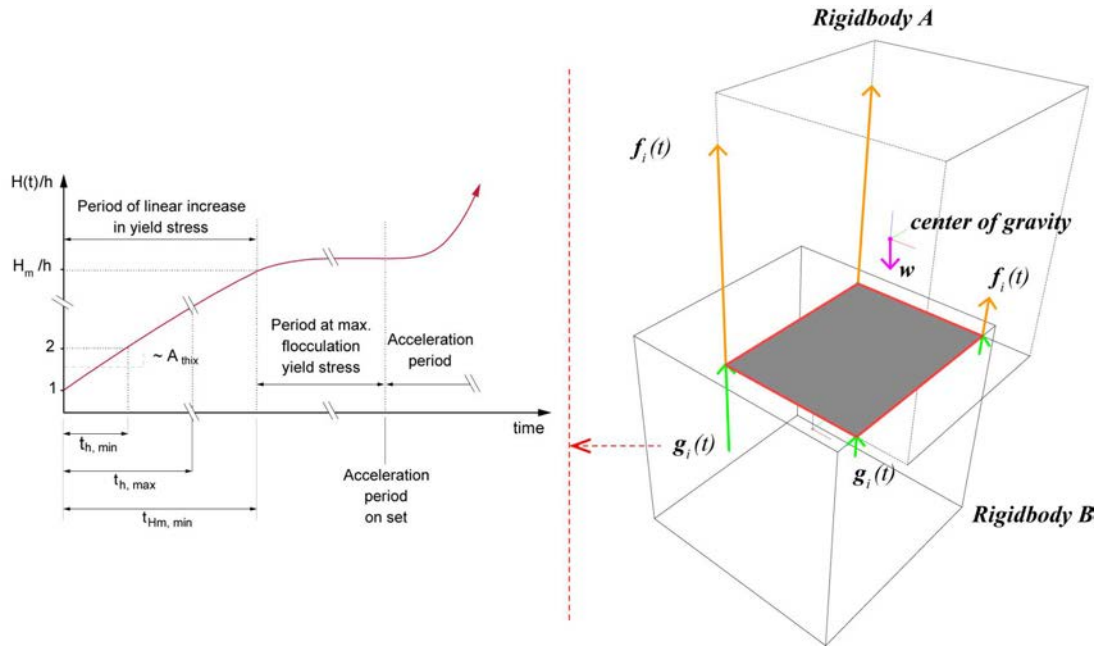 H(t)/h
Period of linear increase
in yield stress
H_m/h
2
~ A_thix
1
Period at max.
flocculation
yield stress
Acceleration
period
time
t_h, min
t_h, max
t_Hm, min
Acceleration
period
on set
Rigidbody A
f_i(t)
center of gravity
w
f_i(t)
g_i(t)
g_i(t)
Rigidbody B